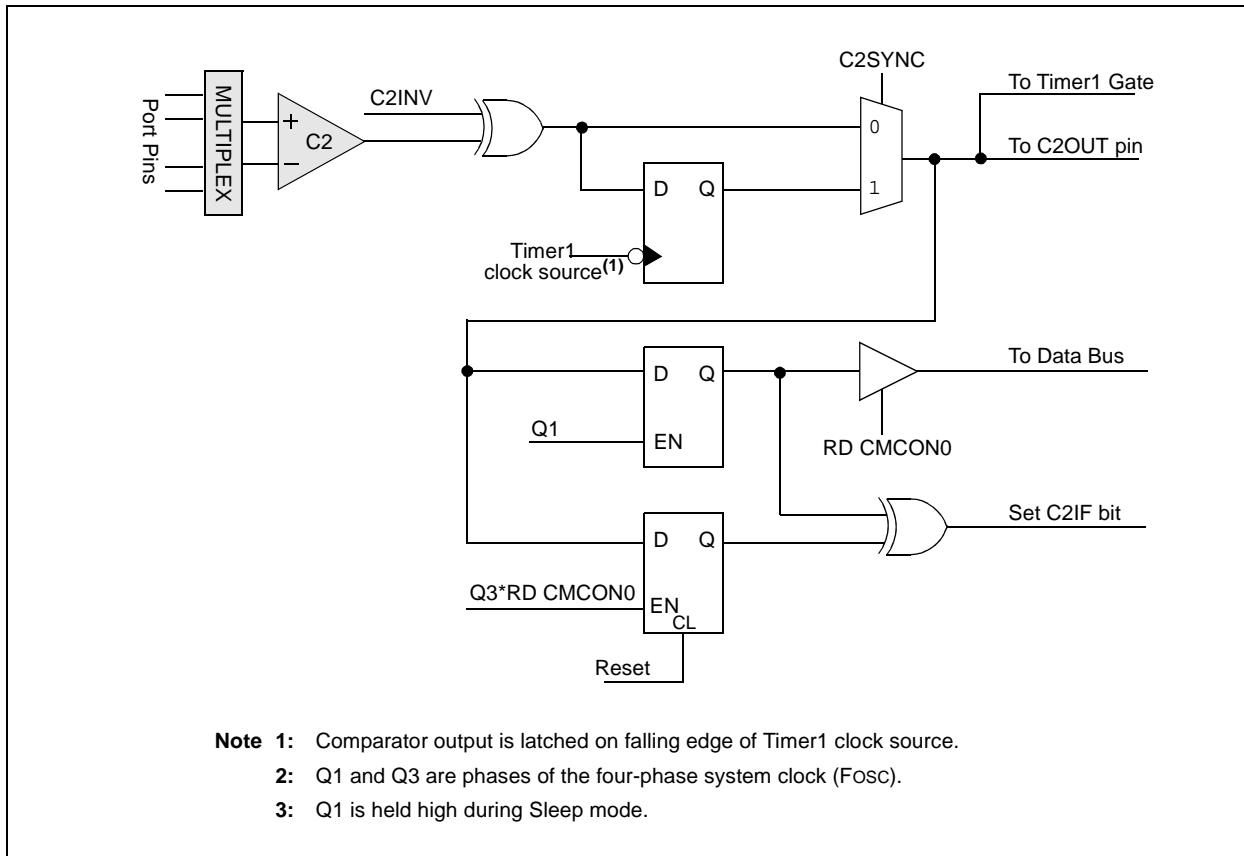 C2SYNC
To Timer1 Gate
C2INV
MULTIPLEX
Port Pins
+
C2
−
0
To C2OUT pin
D Q
1
Timer1
clock source(1)
To Data Bus
D Q
Q1
EN
RD CMCON0
Set C2IF bit
D Q
Q3*RD CMCON0
EN
CL
Reset
Note 1: Comparator output is latched on falling edge of Timer1 clock source.
2: Q1 and Q3 are phases of the four-phase system clock (FOSC).
3: Q1 is held high during Sleep mode.